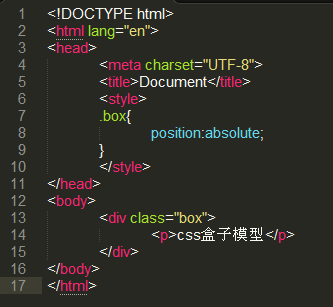 1 <!DOCTYPE html>
2 <html lang="en">
3 <head>
4 <meta charset="UTF-8">
5 <title>Document</title>
6 <style>
7 .box{
8 position:absolute;
9 }
10 </style>
11 </head>
12 <body>
13 <div class="box">
14 <p>css盒子模型</p>
15 </div>
16 </body>
17 </html>